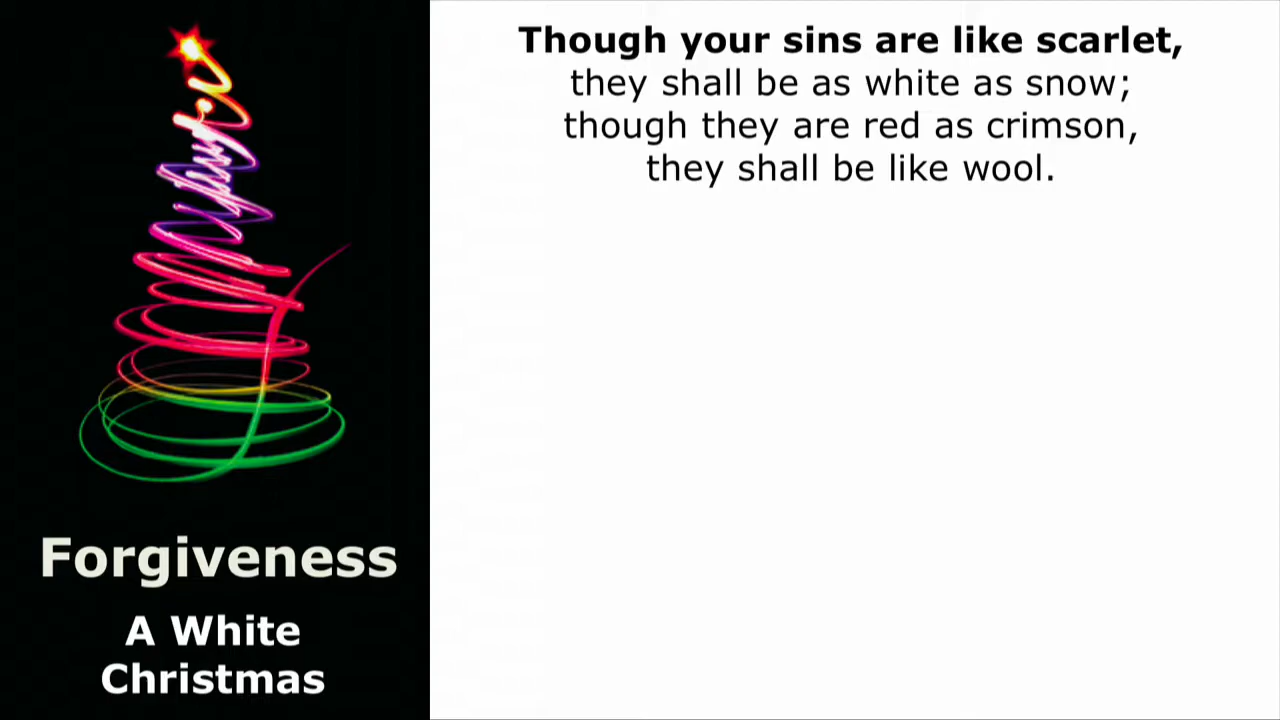 Though your sins are like scarlet,
they shall be as white as snow;
though they are red as crimson,
they shall be like wool.
Forgiveness
A White
Christmas